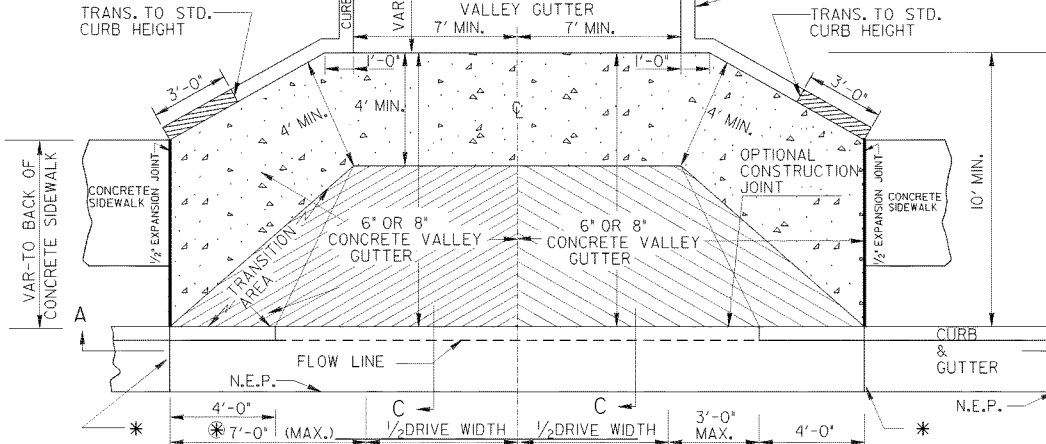 TRANS. TO STD.
CURB HEIGHT
CURB
VAR
VALLEY GUTTER
7' MIN.
7' MIN.
TRANS. TO STD.
CURB HEIGHT
3'-0"
1'-0"
1'-0"
3'-0"
4' MIN.
4' MIN.
℄
4' MIN.
VAR-TO BACK OF
CONCRETE SIDEWALK
CONCRETE
SIDEWALK
1/2" EXPANSION JOINT
OPTIONAL
CONSTRUCTION
JOINT
1/2" EXPANSION JOINT
CONCRETE
SIDEWALK
10' MIN.
6" OR 8"
CONCRETE VALLEY
GUTTER
6" OR 8"
CONCRETE VALLEY
GUTTER
TRANSITION
AREA
A
FLOW LINE
CURB
&
GUTTER
N.E.P.
N.E.P.
*
C
C
*
4'-0"
3'-0"
MAX.
4'-0"
* 7'-0" (MAX.)
1/2 DRIVE WIDTH
1/2 DRIVE WIDTH